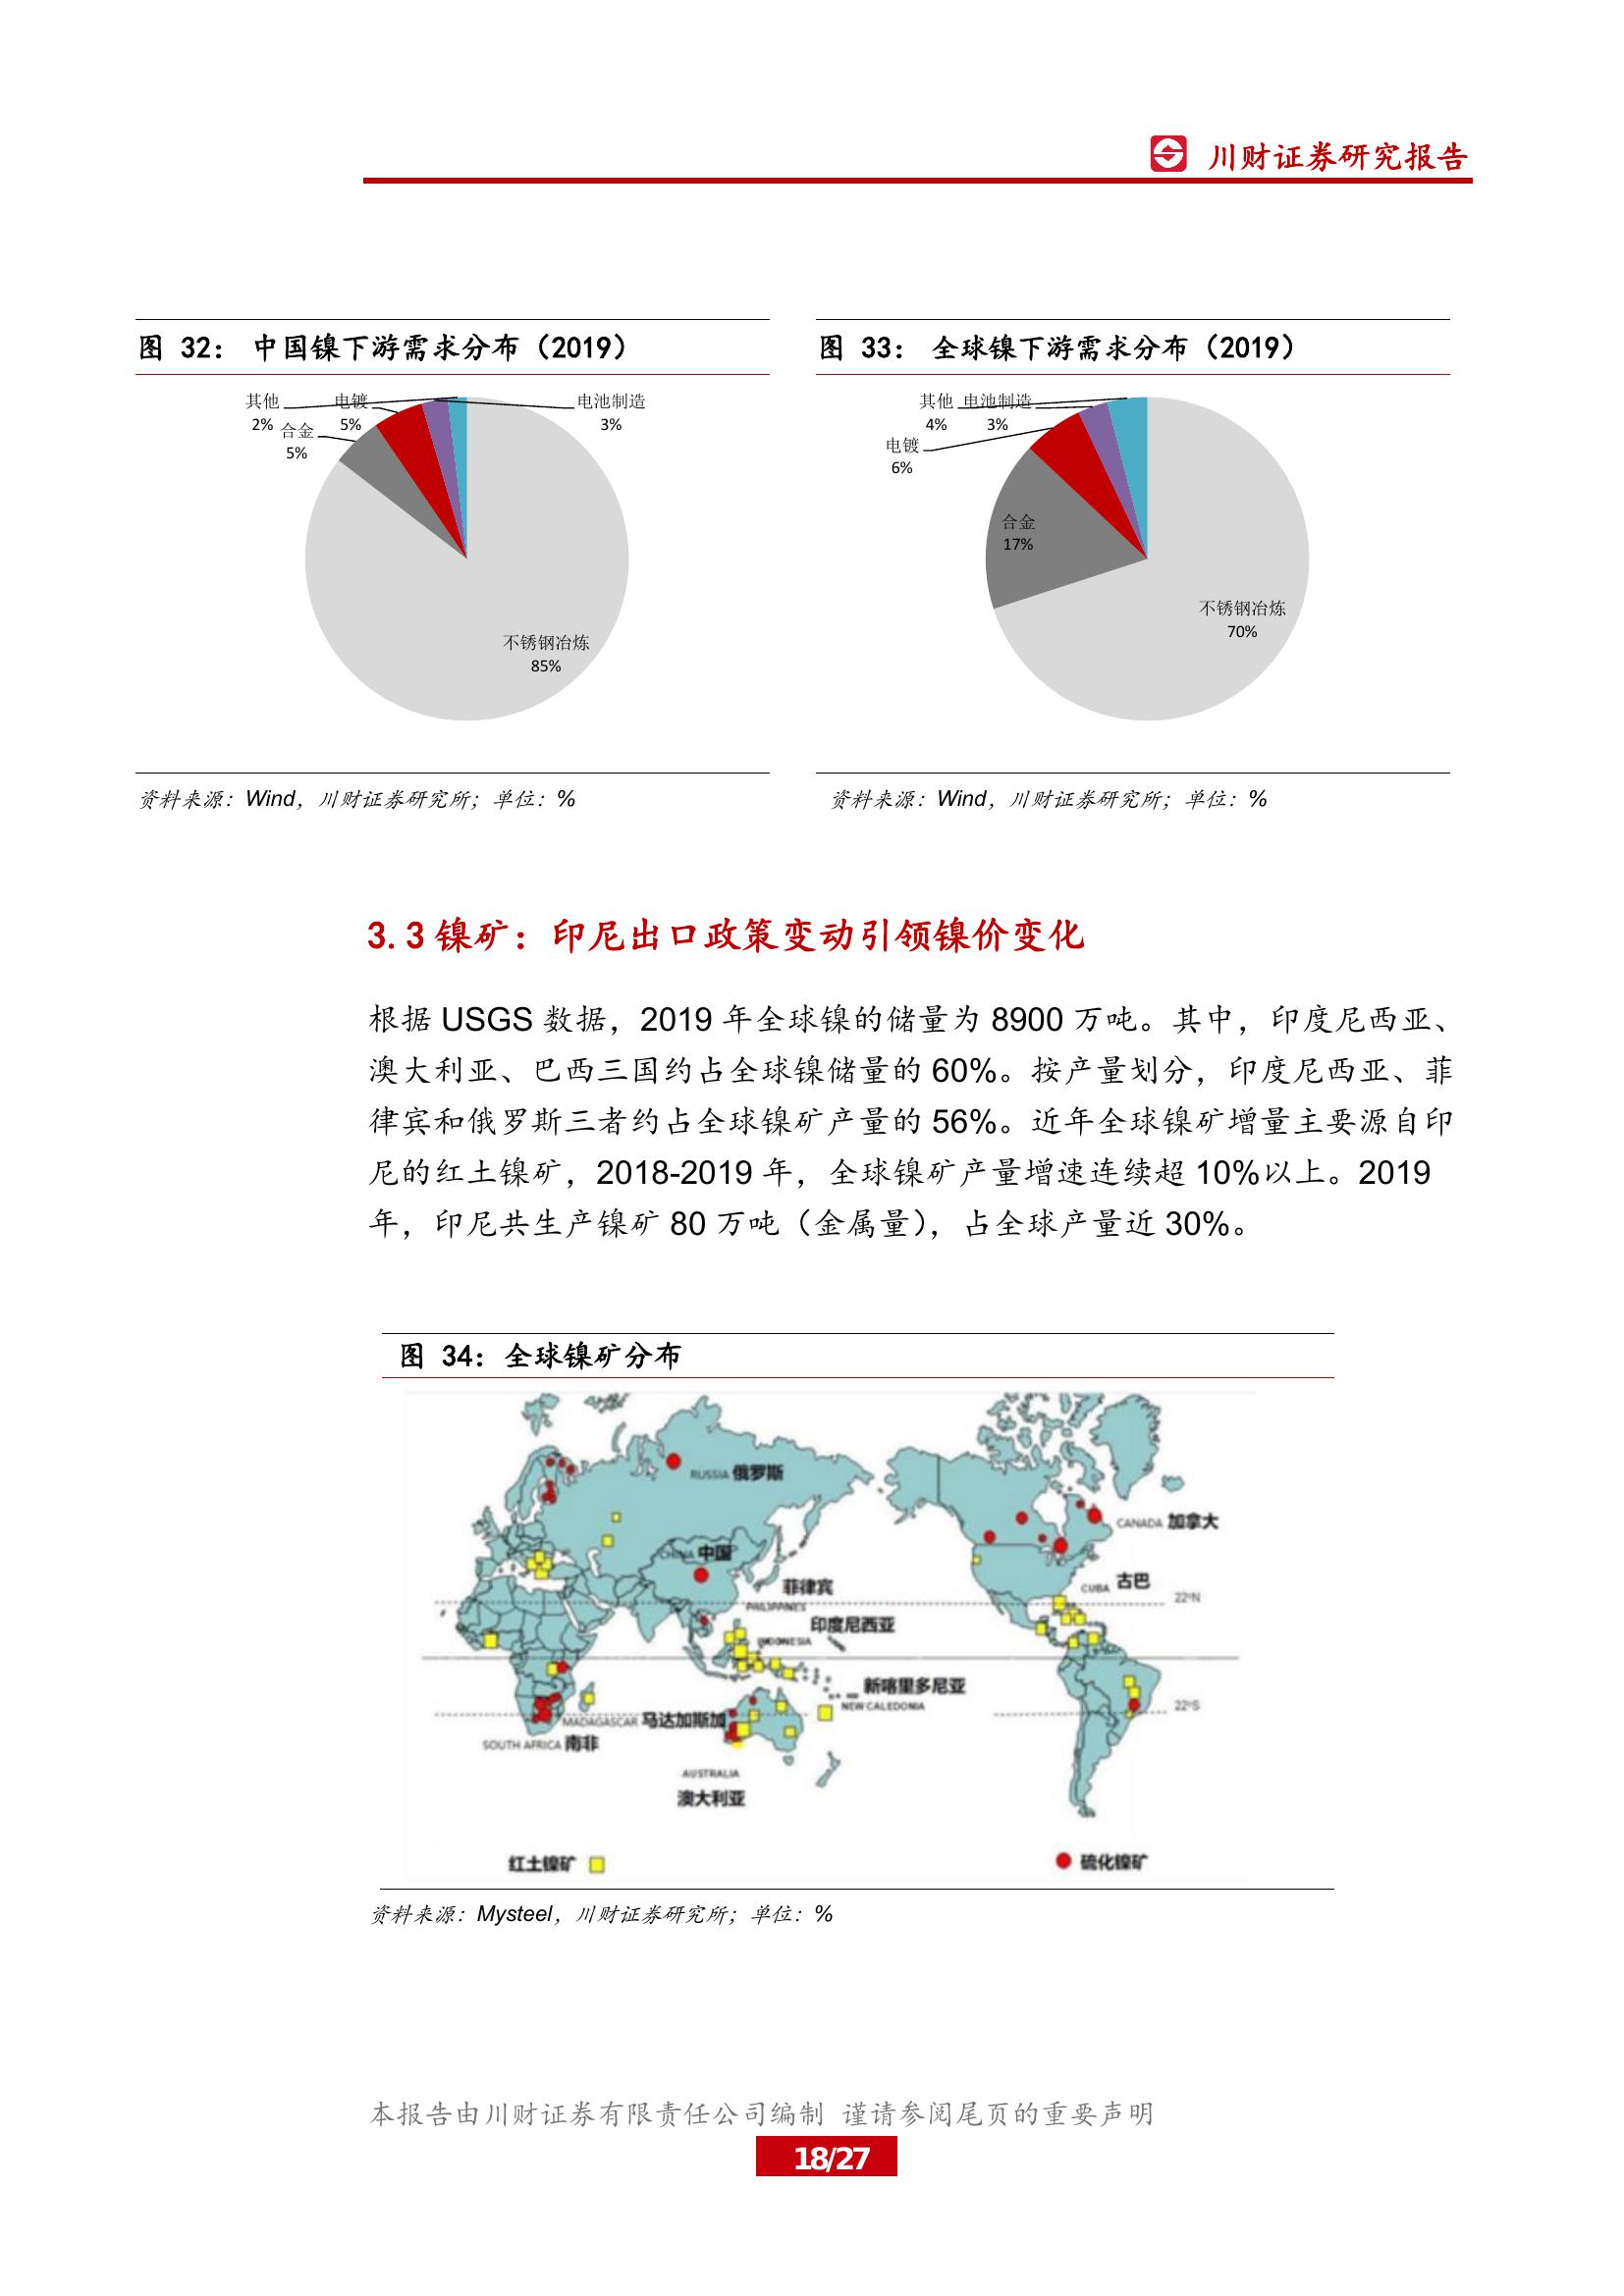 川财证券研究报告
图 32： 中国镍下游需求分布（2019）
其他
2%
电镀
5%
合金
5%
电池制造
3%
不锈钢冶炼
85%
资料来源：Wind，川财证券研究所；单位：%
图 33： 全球镍下游需求分布（2019）
其他
4%
电池制造
3%
电镀
6%
合金
17%
不锈钢冶炼
70%
资料来源：Wind，川财证券研究所；单位：%
3.3 镍矿：印尼出口政策变动引领镍价变化
根据 USGS 数据，2019 年全球镍的储量为 8900 万吨。其中，印度尼西亚、
澳大利亚、巴西三国约占全球镍储量的 60%。按产量划分，印度尼西亚、菲
律宾和俄罗斯三者约占全球镍矿产量的 56%。近年全球镍矿增量主要源自印
尼的红土镍矿，2018-2019 年，全球镍矿产量增速连续超 10%以上。2019
年，印尼共生产镍矿 80 万吨（金属量），占全球产量近 30%。
图 34：全球镍矿分布
RUSSIA 俄罗斯
CANADA 加拿大
CHINA 中国
CUBA 古巴
菲律宾
PHILIPPINES
22°N
印度尼西亚
INDONESIA
新喀里多尼亚
NEW CALEDONIA
22°S
MADAGASCAR 马达加斯加
SOUTH AFRICA 南非
AUSTRALIA
澳大利亚
红土镍矿
硫化镍矿
资料来源：Mysteel，川财证券研究所；单位：%
本报告由川财证券有限责任公司编制 谨请参阅尾页的重要声明
18/27